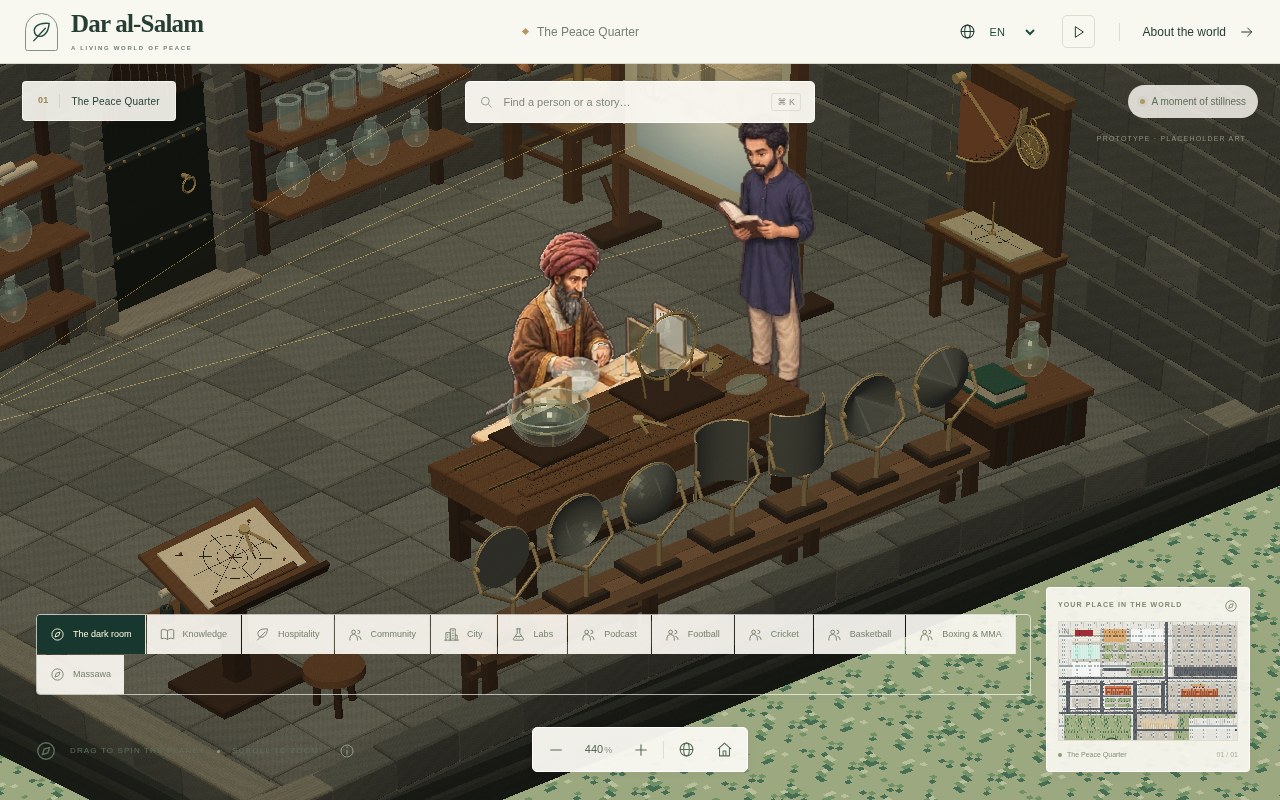 Dar al-Salam
A LIVING WORLD OF PEACE
The Peace Quarter
EN
About the world
01 The Peace Quarter
Find a person or a story…
⌘ K
A moment of stillness
PROTOTYPE · PLACEHOLDER ART
The dark room
Knowledge
Hospitality
Community
City
Labs
Podcast
Football
Cricket
Basketball
Boxing & MMA
Massawa
DRAG TO SPIN THE PLANET · SCROLL TO ZOOM
440%
YOUR PLACE IN THE WORLD
The Peace Quarter
01 / 01